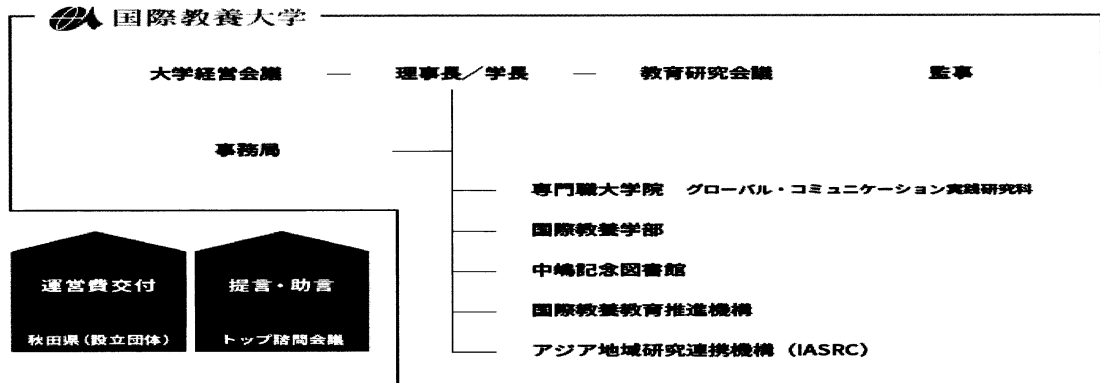 国際教養大学
大学経営会議 — 理事長／学長 — 教育研究会議 監事
事務局
専門職大学院 グローバル・コミュニケーション実践研究科
国際教養学部
中嶋記念図書館
国際教養教育推進機構
アジア地域研究連携機構（IASRC）
運営費交付
秋田県（設立団体）
提言・助言
トップ諮問会議